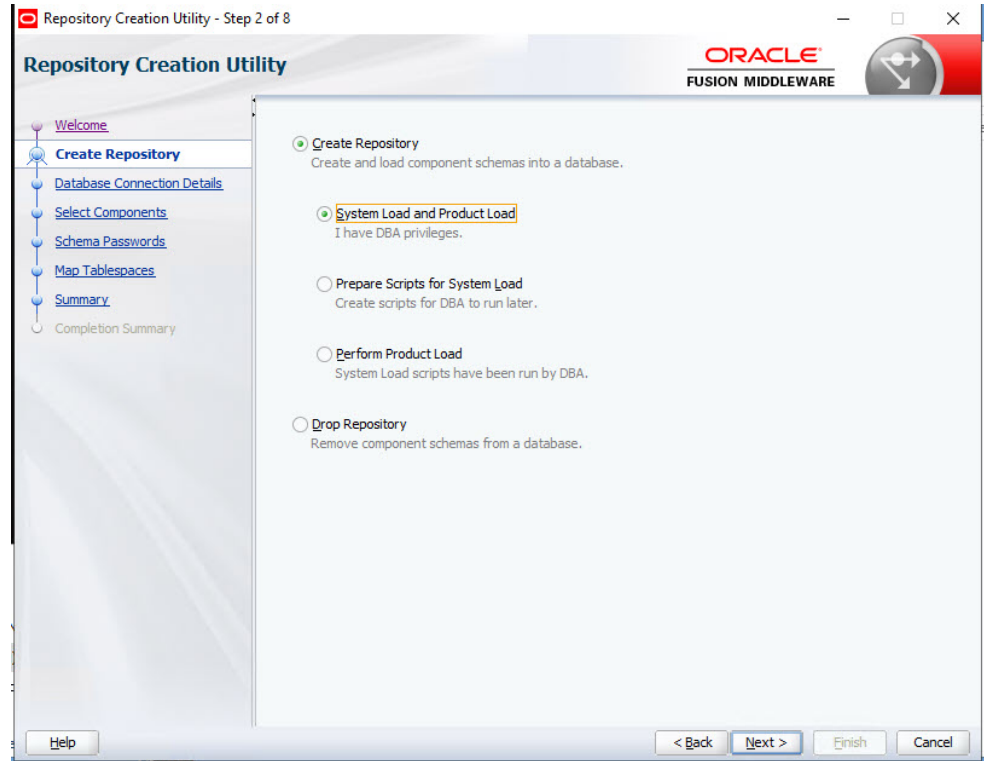 Repository Creation Utility - Step 2 of 8
Repository Creation Utility
ORACLE
FUSION MIDDLEWARE
Welcome
Create Repository
Database Connection Details
Select Components
Schema Passwords
Map Tablespaces
Summary
Completion Summary
Create Repository
Create and load component schemas into a database.
System Load and Product Load
I have DBA privileges.
Prepare Scripts for System Load
Create scripts for DBA to run later.
Perform Product Load
System Load scripts have been run by DBA.
Drop Repository
Remove component schemas from a database.
Help
< Back
Next >
Finish
Cancel